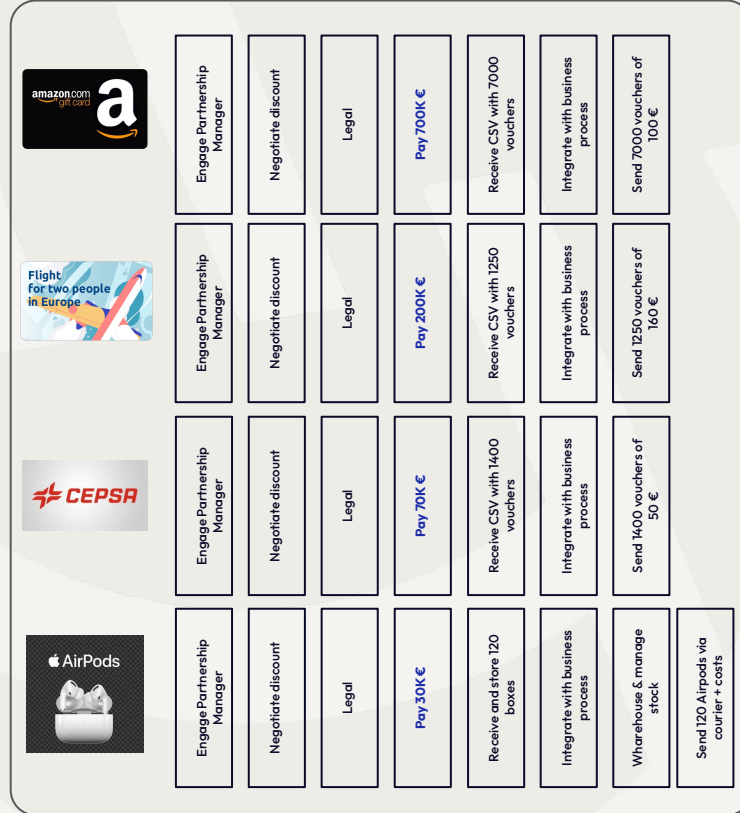 amazon.com
gift card
a
Engage Partnership
Manager
Negotiate discount
Legal
Pay 700K €
Receive CSV with 7000
vouchers
Integrate with business
process
Send 7000 vouchers of
100 €
Flight
for two people
in Europe
Engage Partnership
Manager
Negotiate discount
Legal
Pay 200K €
Receive CSV with 1250
vouchers
Integrate with business
process
Send 1250 vouchers of
160 €
CEPSA
Engage Partnership
Manager
Negotiate discount
Legal
Pay 70K €
Receive CSV with 1400
vouchers
Integrate with business
process
Send 1400 vouchers of
50 €
AirPods
Engage Partnership
Manager
Negotiate discount
Legal
Pay 30K €
Receive and store 120
boxes
Integrate with business
process
Wharehouse & manage
stock
Send 120 Airpods via
courier + costs